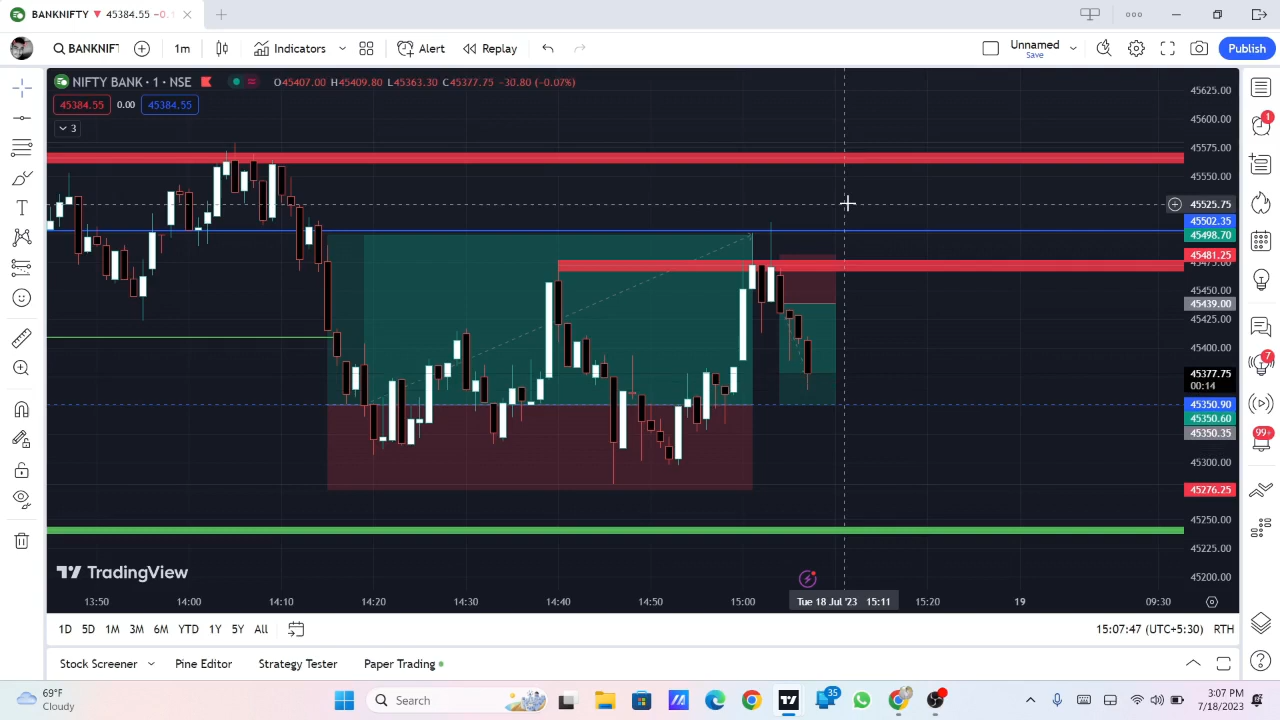 BANKNIFTY ▼ 45384.55 −0.1
BANKNIFT 1m Indicators Alert Replay Unnamed Save Publish
NIFTY BANK · 1 · NSE O45407.00 H45409.80 L45363.30 C45377.75 −30.80 (−0.07%)
45384.55 0.00 45384.55
3
45625.00
45600.00
45575.00
45550.00
45525.75
45502.35
45498.70
45481.25
45475.00
45450.00
45439.00
45425.00
45400.00
45377.75
00:14
45350.90
45350.60
45350.35
45300.00
45276.25
45250.00
45225.00
45200.00
1
7
99+
TradingView
13:50 14:00 14:10 14:20 14:30 14:40 14:50 15:00 Tue 18 Jul '23 15:11 15:20 19 09:30
1D 5D 1M 3M 6M YTD 1Y 5Y All 15:07:47 (UTC+5:30) RTH
Stock Screener Pine Editor Strategy Tester Paper Trading
69°F
Cloudy
Search
35
3:07 PM
7/18/2023